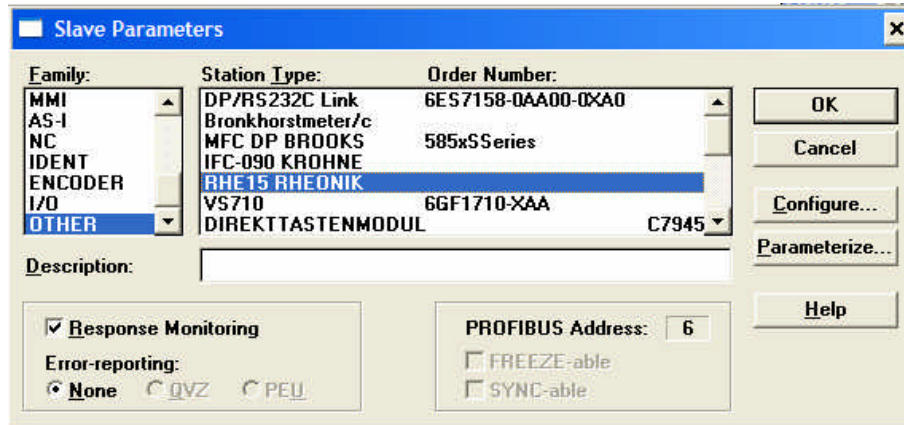 Slave Parameters
Family: Station Type: Order Number:
MMI DP/RS232C Link 6ES7158-0AA00-0XA0
AS-I Bronkhorstmeter/c
NC MFC DP BROOKS 585xSSeries
IDENT IFC-090 KROHNE
ENCODER RHE15 RHEONIK
I/O VS710 6GF1710-XAA
OTHER DIREKTTASTENMODUL C7945
OK
Cancel
Configure...
Parameterize...
Description:
Help
Response Monitoring
Error-reporting:
None QVZ PEU
PROFIBUS Address: 6
FREEZE-able
SYNC-able